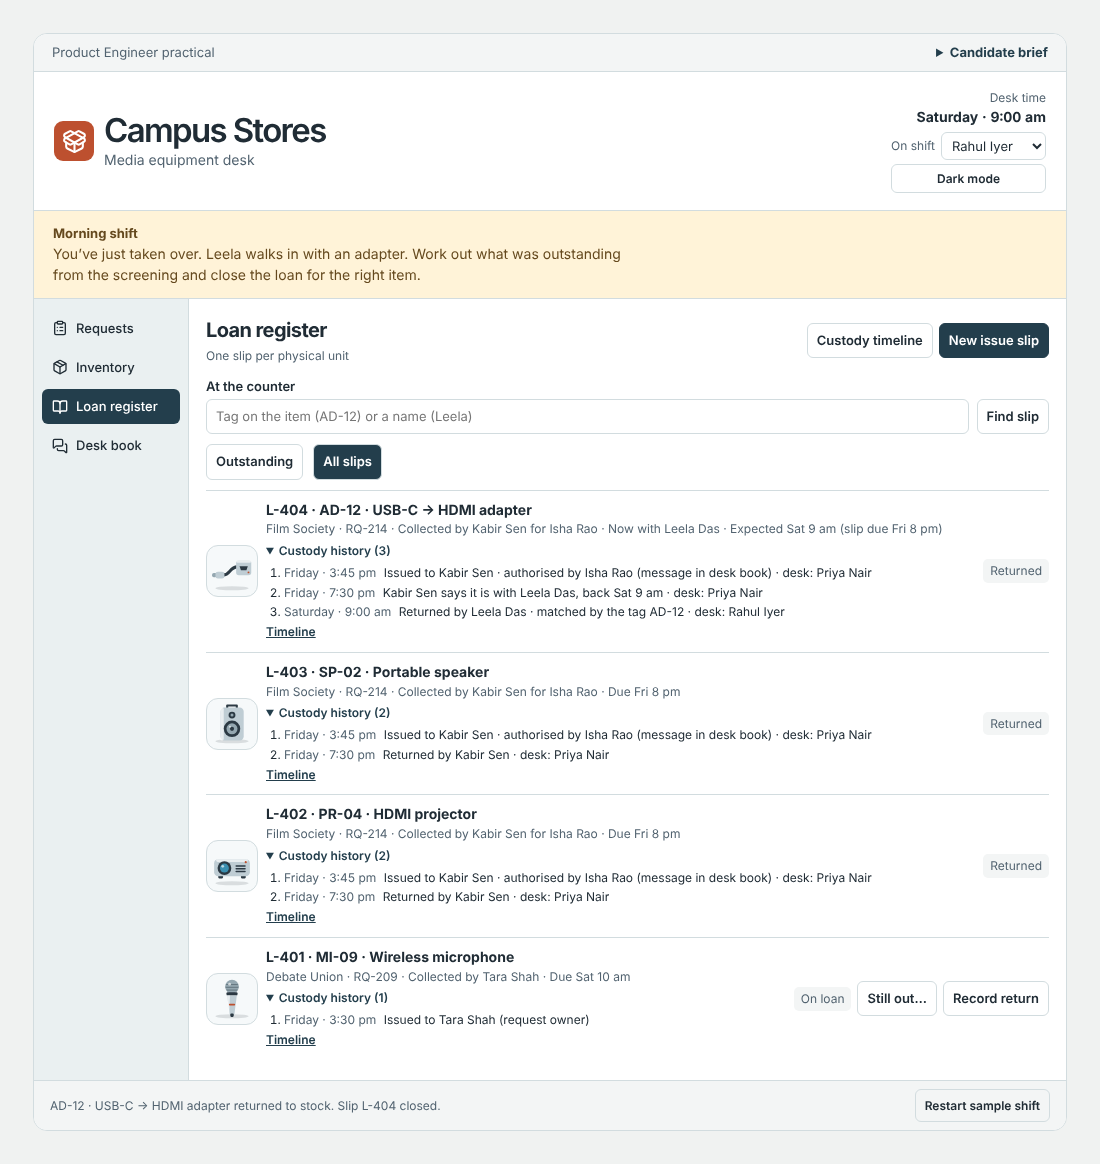 Product Engineer practical
▶ Candidate brief
Campus Stores
Media equipment desk
Desk time
Saturday · 9:00 am
On shift Rahul Iyer
Dark mode
Morning shift
You’ve just taken over. Leela walks in with an adapter. Work out what was outstanding
from the screening and close the loan for the right item.
Requests
Inventory
Loan register
Desk book
Loan register
One slip per physical unit
Custody timeline
New issue slip
At the counter
Tag on the item (AD-12) or a name (Leela)
Find slip
Outstanding
All slips
L-404 · AD-12 · USB-C → HDMI adapter
Film Society · RQ-214 · Collected by Kabir Sen for Isha Rao · Now with Leela Das · Expected Sat 9 am (slip due Fri 8 pm)
▼ Custody history (3)
1. Friday · 3:45 pm Issued to Kabir Sen · authorised by Isha Rao (message in desk book) · desk: Priya Nair
2. Friday · 7:30 pm Kabir Sen says it is with Leela Das, back Sat 9 am · desk: Priya Nair
3. Saturday · 9:00 am Returned by Leela Das · matched by the tag AD-12 · desk: Rahul Iyer
Timeline
Returned
L-403 · SP-02 · Portable speaker
Film Society · RQ-214 · Collected by Kabir Sen for Isha Rao · Due Fri 8 pm
▼ Custody history (2)
1. Friday · 3:45 pm Issued to Kabir Sen · authorised by Isha Rao (message in desk book) · desk: Priya Nair
2. Friday · 7:30 pm Returned by Kabir Sen · desk: Priya Nair
Timeline
Returned
L-402 · PR-04 · HDMI projector
Film Society · RQ-214 · Collected by Kabir Sen for Isha Rao · Due Fri 8 pm
▼ Custody history (2)
1. Friday · 3:45 pm Issued to Kabir Sen · authorised by Isha Rao (message in desk book) · desk: Priya Nair
2. Friday · 7:30 pm Returned by Kabir Sen · desk: Priya Nair
Timeline
Returned
L-401 · MI-09 · Wireless microphone
Debate Union · RQ-209 · Collected by Tara Shah · Due Sat 10 am
▼ Custody history (1)
1. Friday · 3:30 pm Issued to Tara Shah (request owner)
Timeline
On loan
Still out...
Record return
AD-12 · USB-C → HDMI adapter returned to stock. Slip L-404 closed.
Restart sample shift